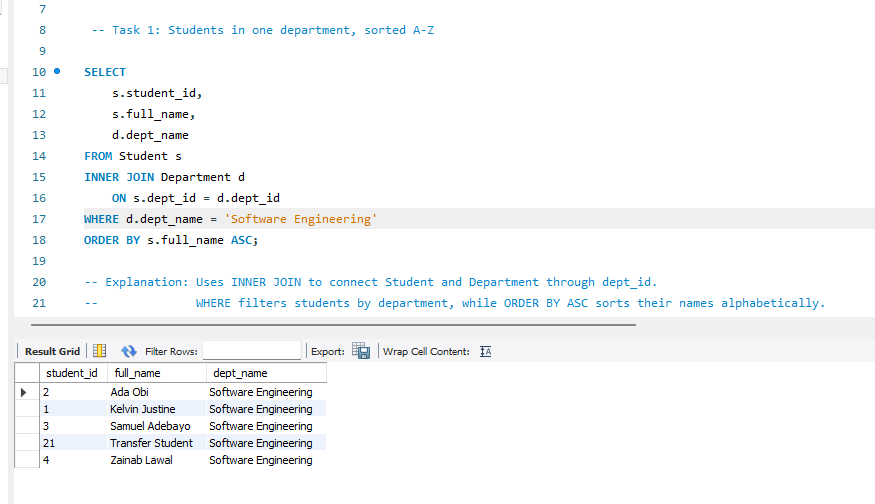 7
8 -- Task 1: Students in one department, sorted A-Z
9
10 SELECT
11 s.student_id,
12 s.full_name,
13 d.dept_name
14 FROM Student s
15 INNER JOIN Department d
16 ON s.dept_id = d.dept_id
17 WHERE d.dept_name = 'Software Engineering'
18 ORDER BY s.full_name ASC;
19
20 -- Explanation: Uses INNER JOIN to connect Student and Department through dept_id.
21 -- WHERE filters students by department, while ORDER BY ASC sorts their names alphabetically.
Result Grid Filter Rows: Export: Wrap Cell Content:
student_id full_name dept_name
2 Ada Obi Software Engineering
1 Kelvin Justine Software Engineering
3 Samuel Adebayo Software Engineering
21 Transfer Student Software Engineering
4 Zainab Lawal Software Engineering